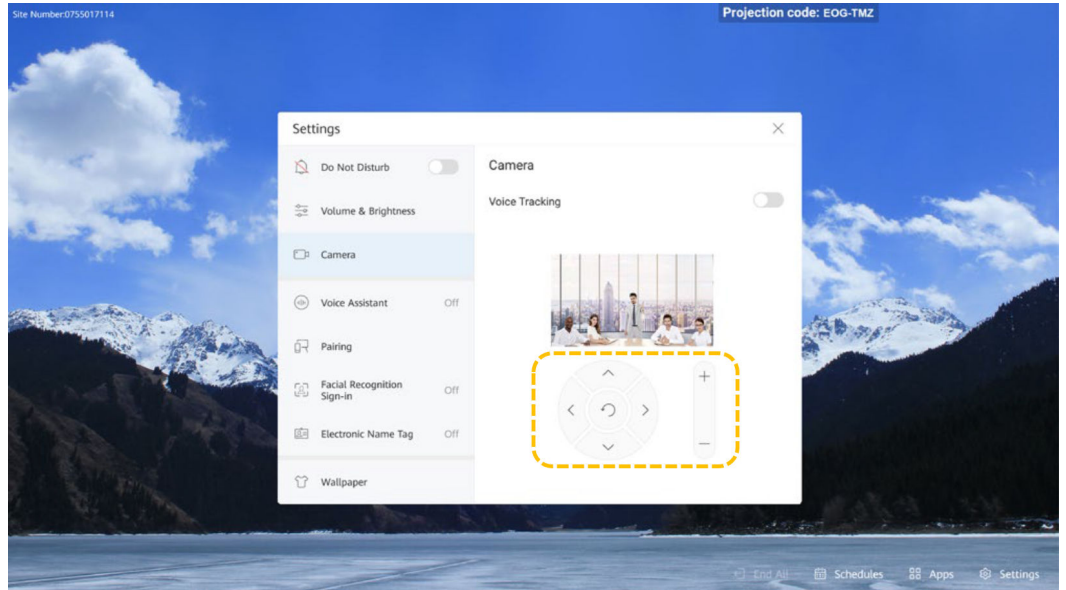 Site Number:0755017114
Projection code: EOG-TMZ
Settings
Do Not Disturb
Volume & Brightness
Camera
Voice Assistant Off
Pairing
Facial Recognition
Sign-in Off
Electronic Name Tag Off
Wallpaper
Camera
Voice Tracking
End All
Schedules
Apps
Settings